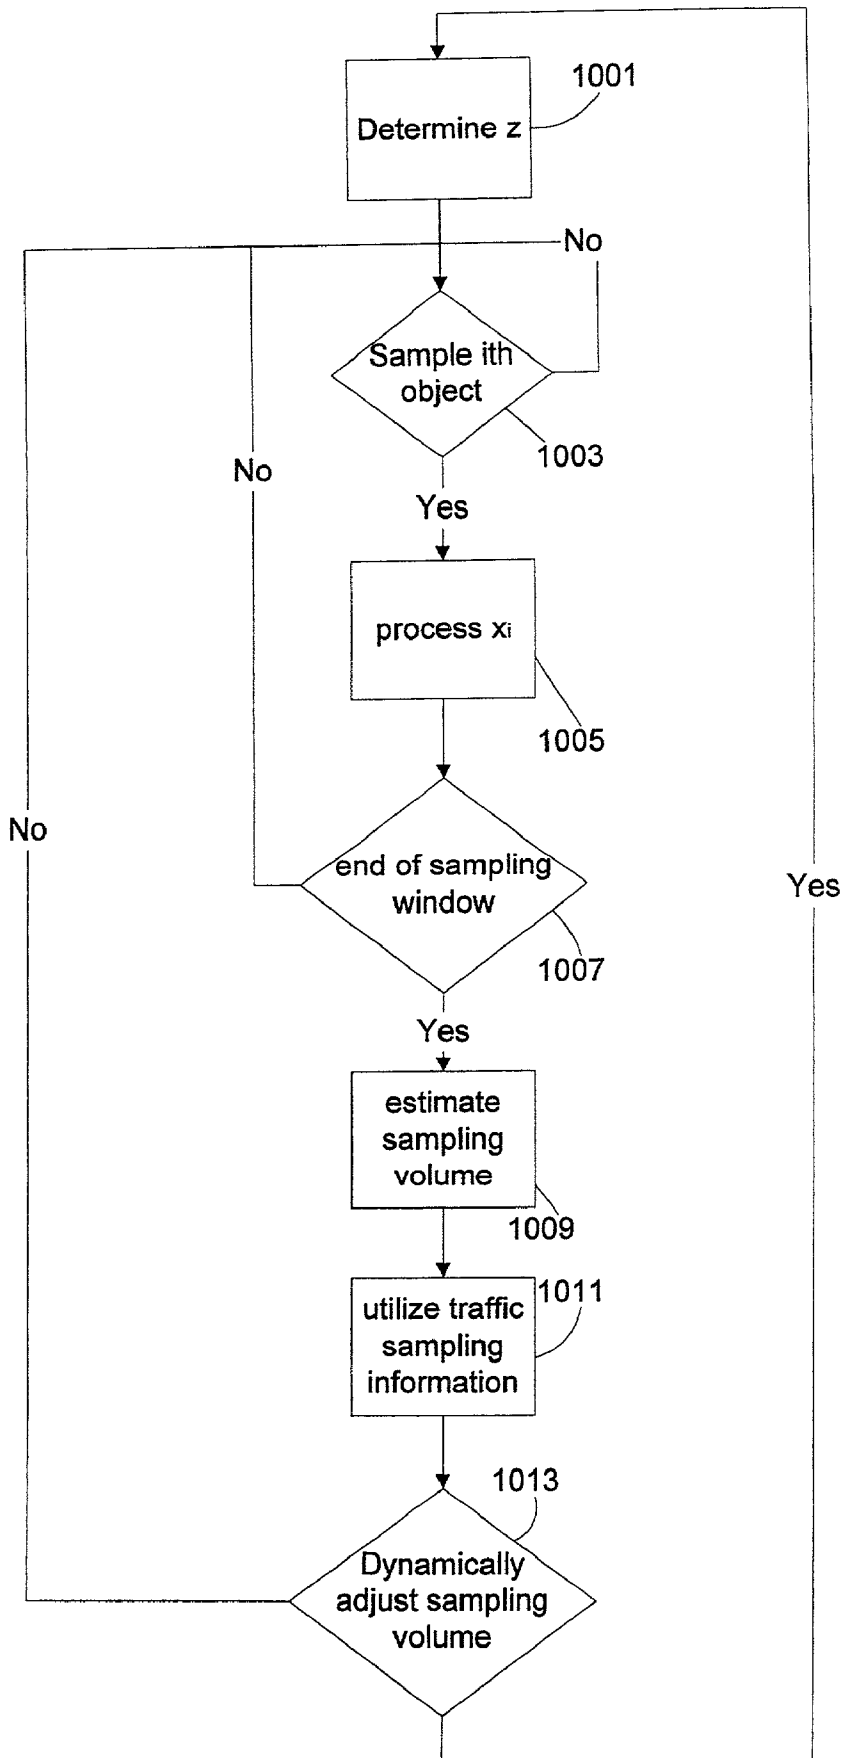 1001
Determine z
No
Sample ith
object
1003
No
Yes
process xi
1005
No
end of sampling
window
Yes
1007
Yes
estimate
sampling
volume
1009
1011
utilize traffic
sampling
information
1013
Dynamically
adjust sampling
volume